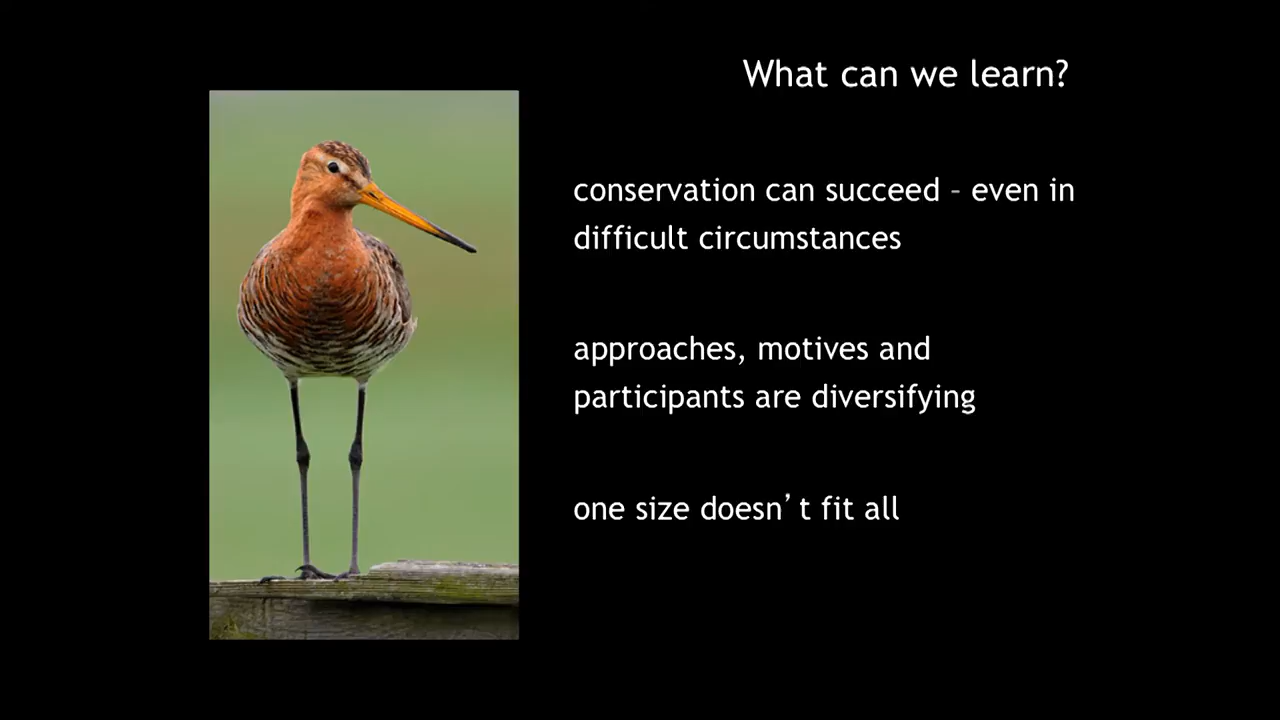 What can we learn?
conservation can succeed – even in
difficult circumstances
approaches, motives and
participants are diversifying
one size doesn’t fit all